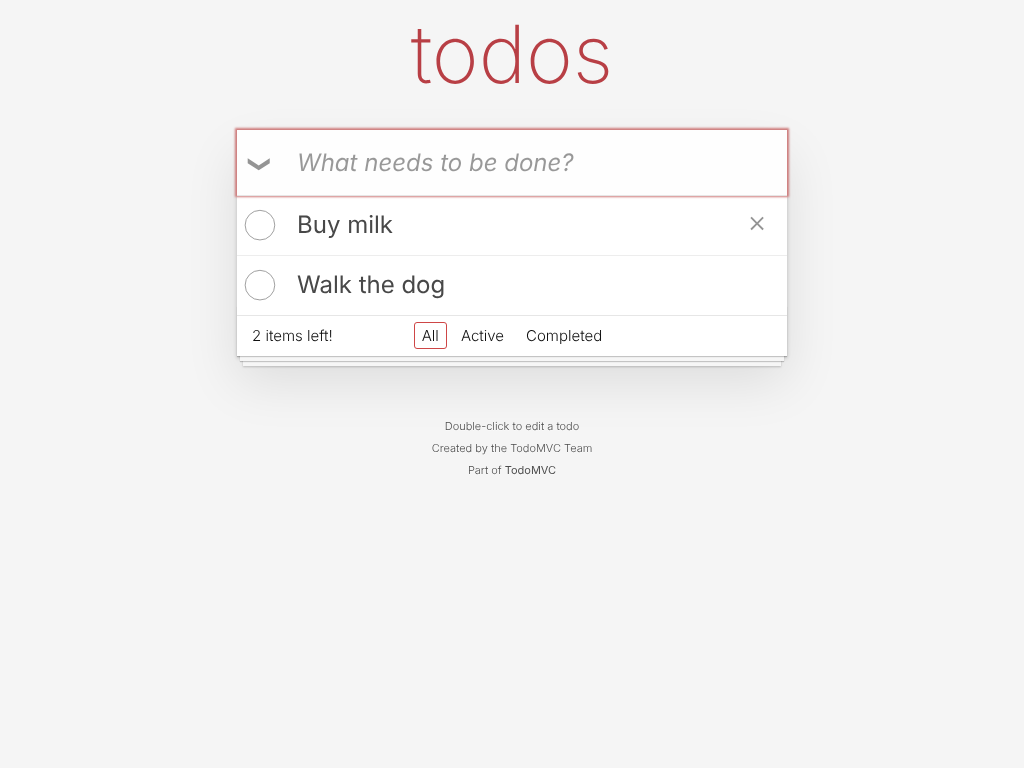 todos
What needs to be done?
Buy milk
Walk the dog
2 items left! All Active Completed
Double-click to edit a todo
Created by the TodoMVC Team
Part of TodoMVC